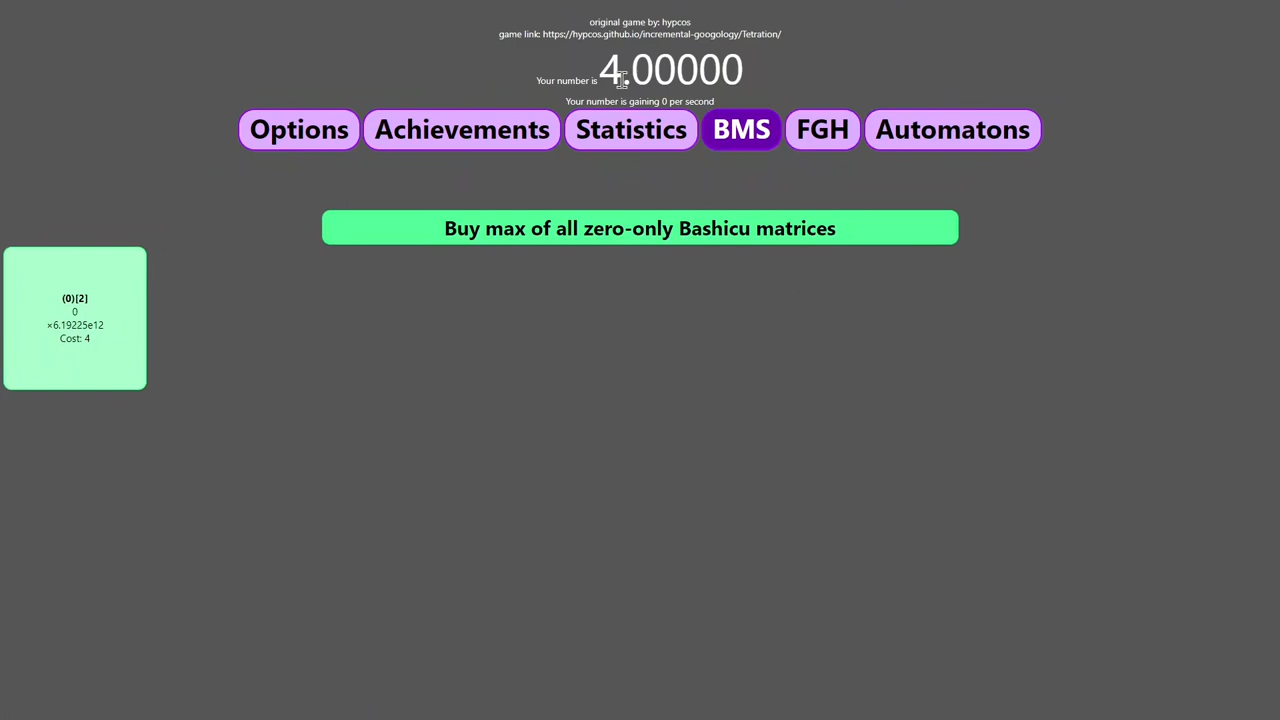 original game by: hypcos
game link: https://hypcos.github.io/incremental-googology/Tetration/
Your number is 4.00000
Your number is gaining 0 per second
Options Achievements Statistics BMS FGH Automatons
Buy max of all zero-only Bashicu matrices
(0)[2]
0
×6.19225e12
Cost: 4